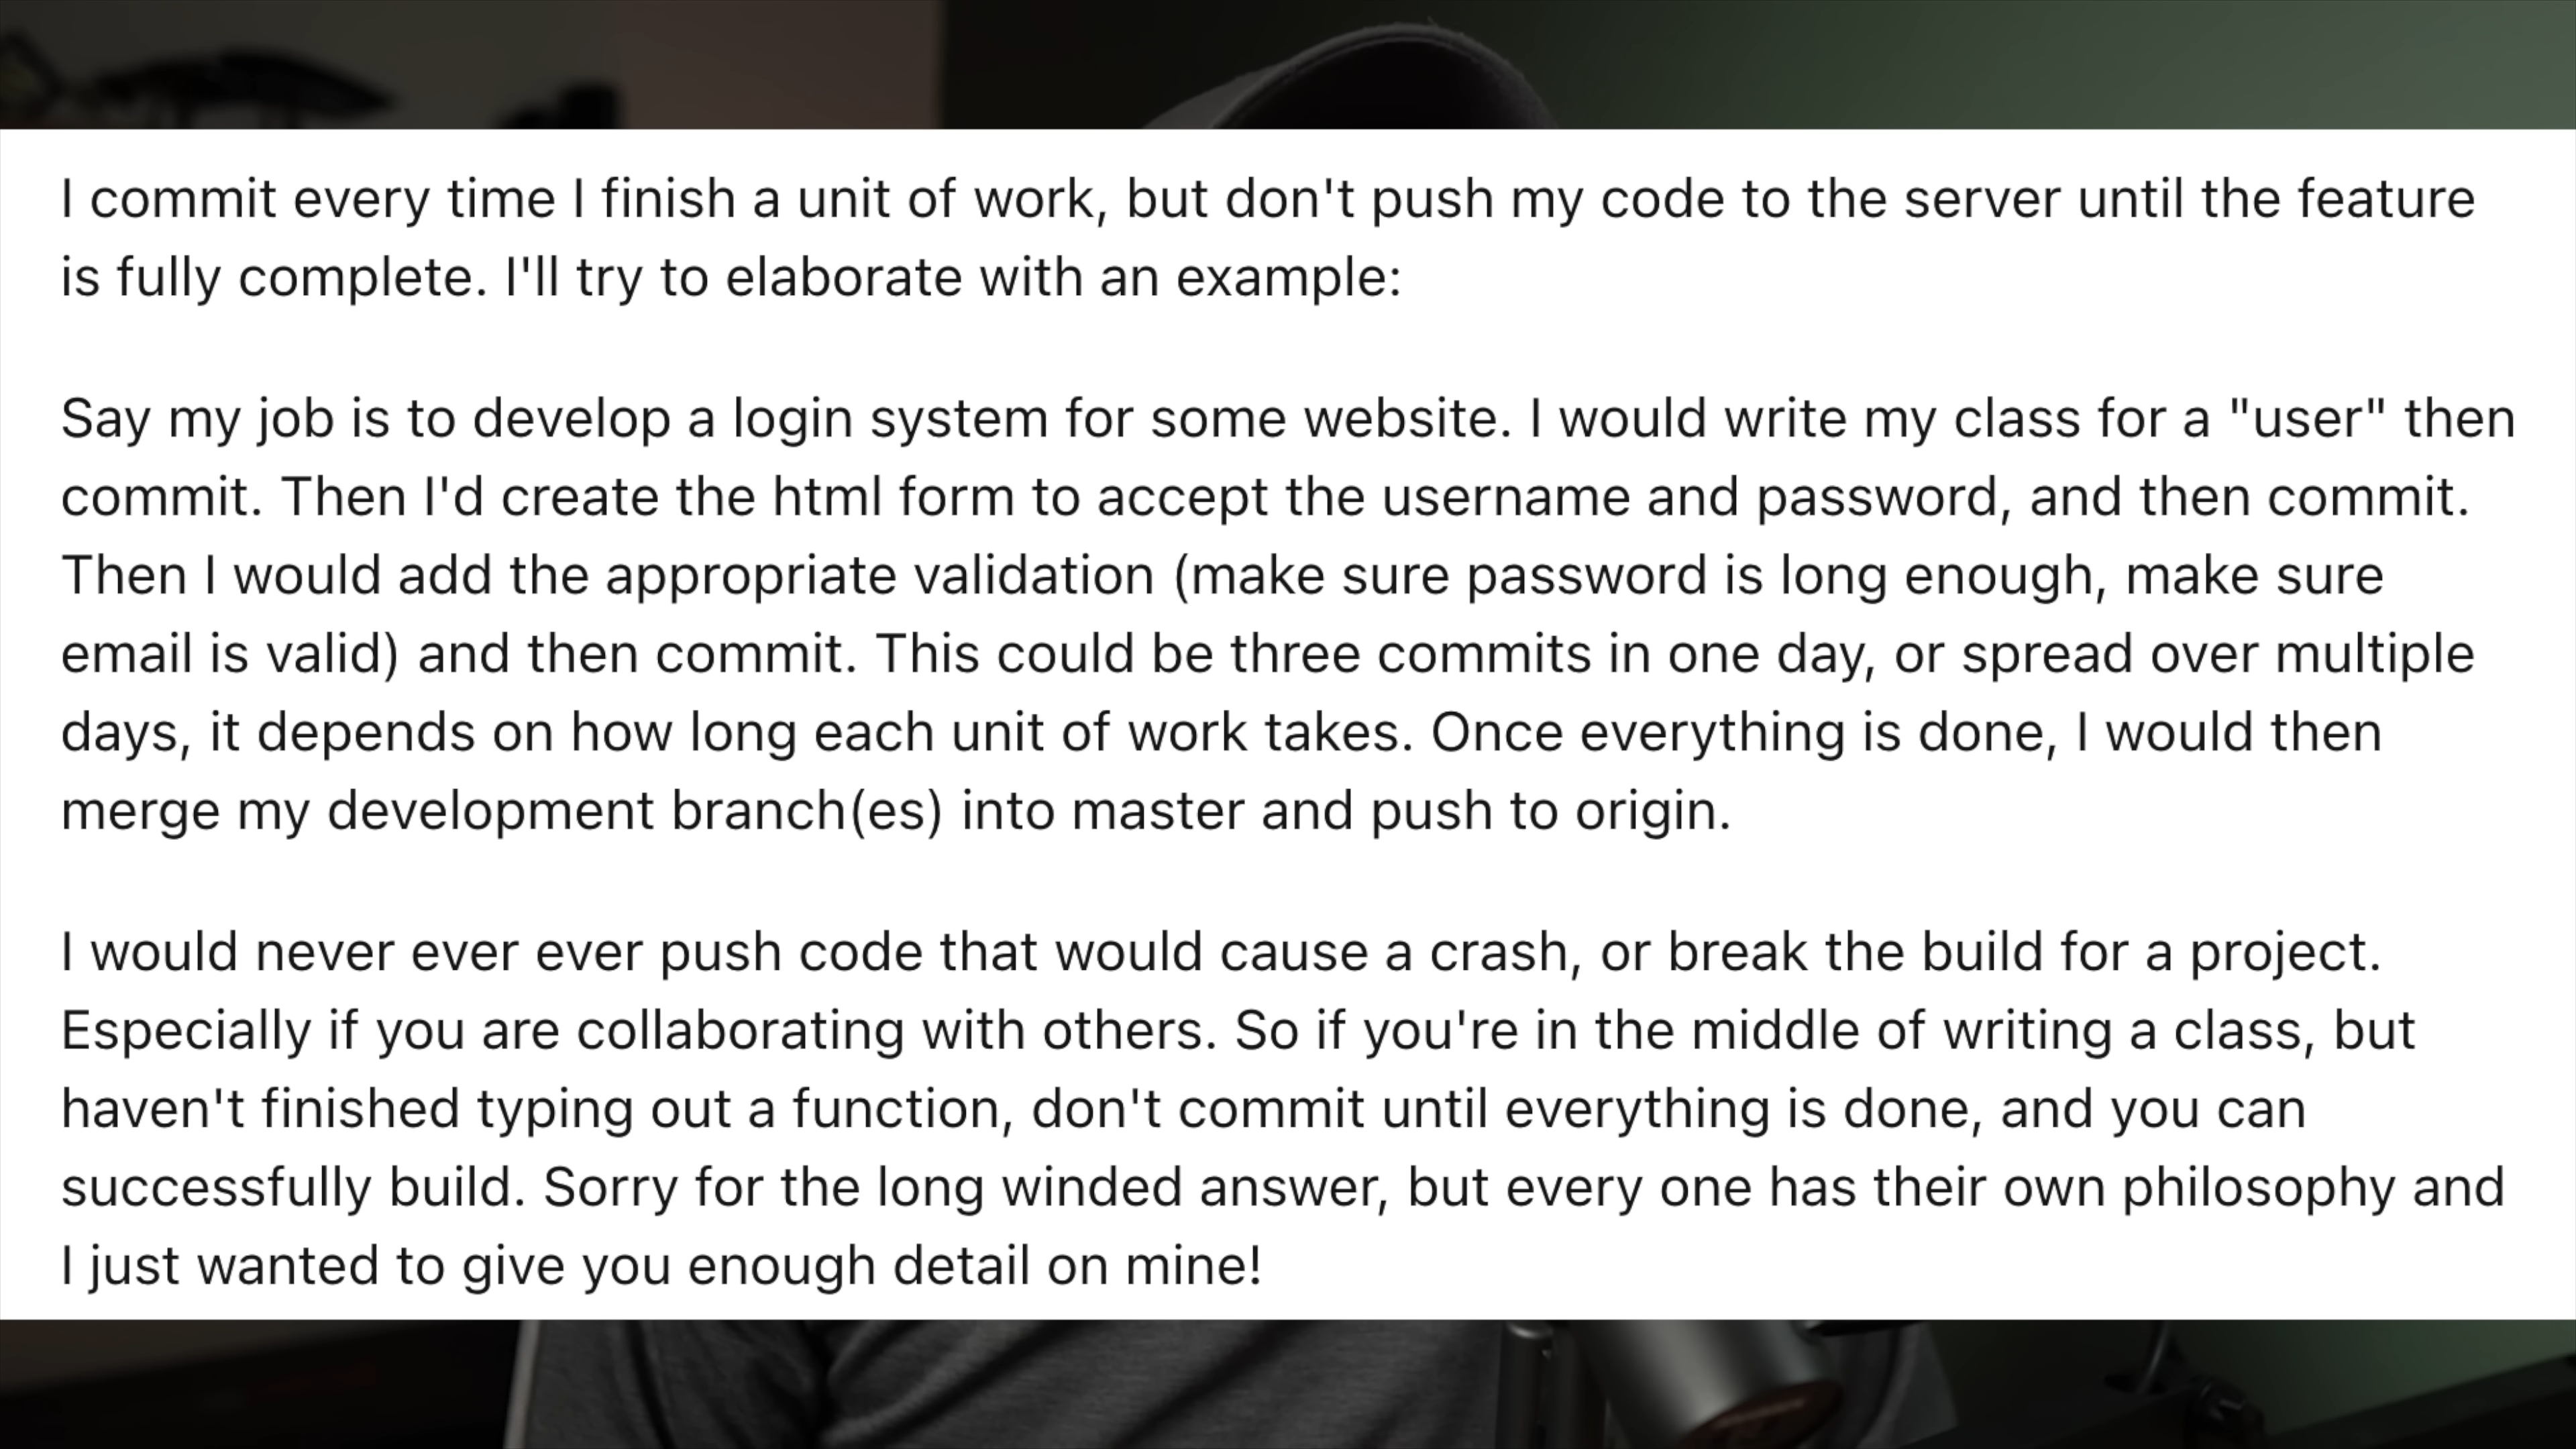 I commit every time I finish a unit of work, but don't push my code to the server until the feature
is fully complete. I'll try to elaborate with an example:
Say my job is to develop a login system for some website. I would write my class for a "user" then
commit. Then I'd create the html form to accept the username and password, and then commit.
Then I would add the appropriate validation (make sure password is long enough, make sure
email is valid) and then commit. This could be three commits in one day, or spread over multiple
days, it depends on how long each unit of work takes. Once everything is done, I would then
merge my development branch(es) into master and push to origin.
I would never ever ever push code that would cause a crash, or break the build for a project.
Especially if you are collaborating with others. So if you're in the middle of writing a class, but
haven't finished typing out a function, don't commit until everything is done, and you can
successfully build. Sorry for the long winded answer, but every one has their own philosophy and
I just wanted to give you enough detail on mine!